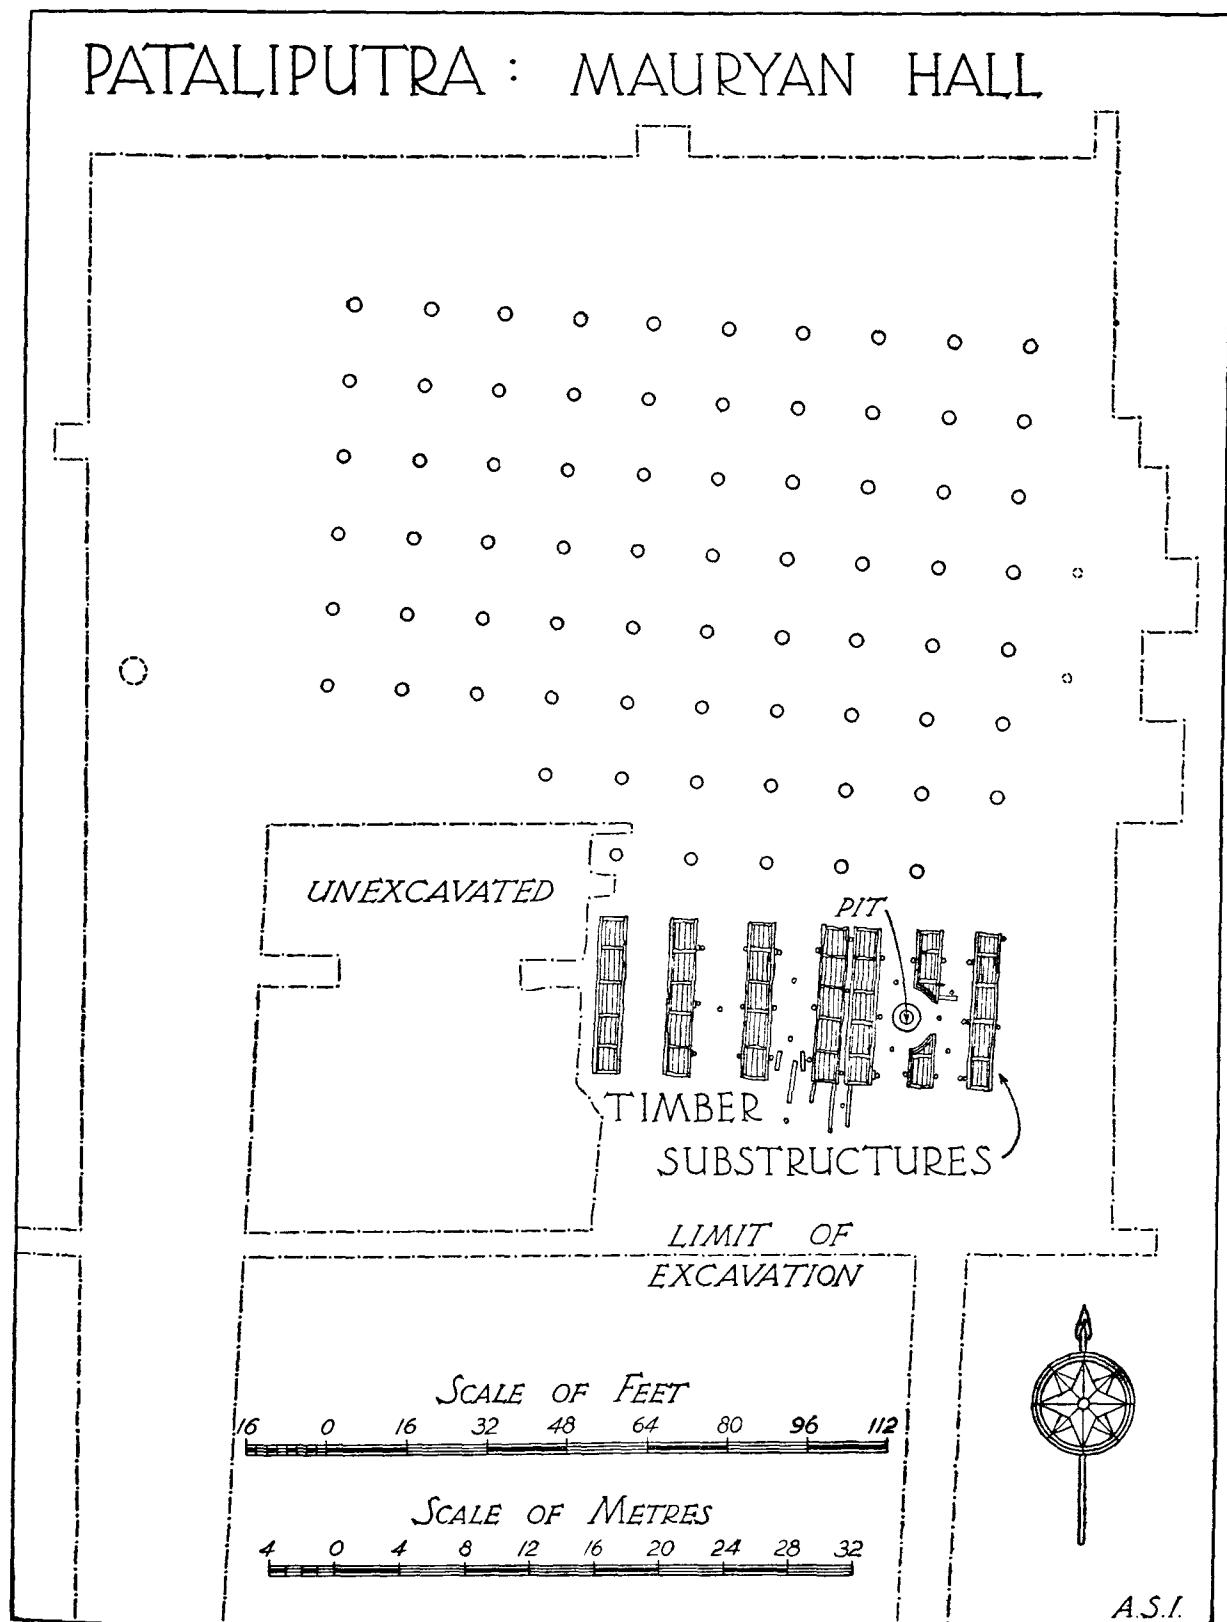 PATALIPUTRA : MAURYAN HALL
UNEXCAVATED
PIT
TIMBER
SUBSTRUCTURES
LIMIT OF
EXCAVATION
SCALE OF FEET
16 0 16 32 48 64 80 96 112
SCALE OF METRES
4 0 4 8 12 16 20 24 28 32
A.S.I.